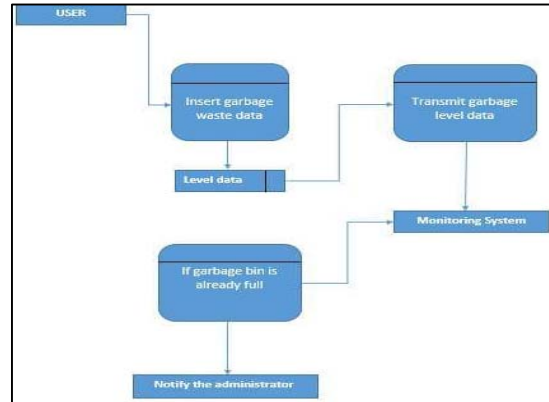 USER
Insert garbage
waste data
Transmit garbage
level data
Level data
Monitoring System
If garbage bin is
already full
Notify the administrator